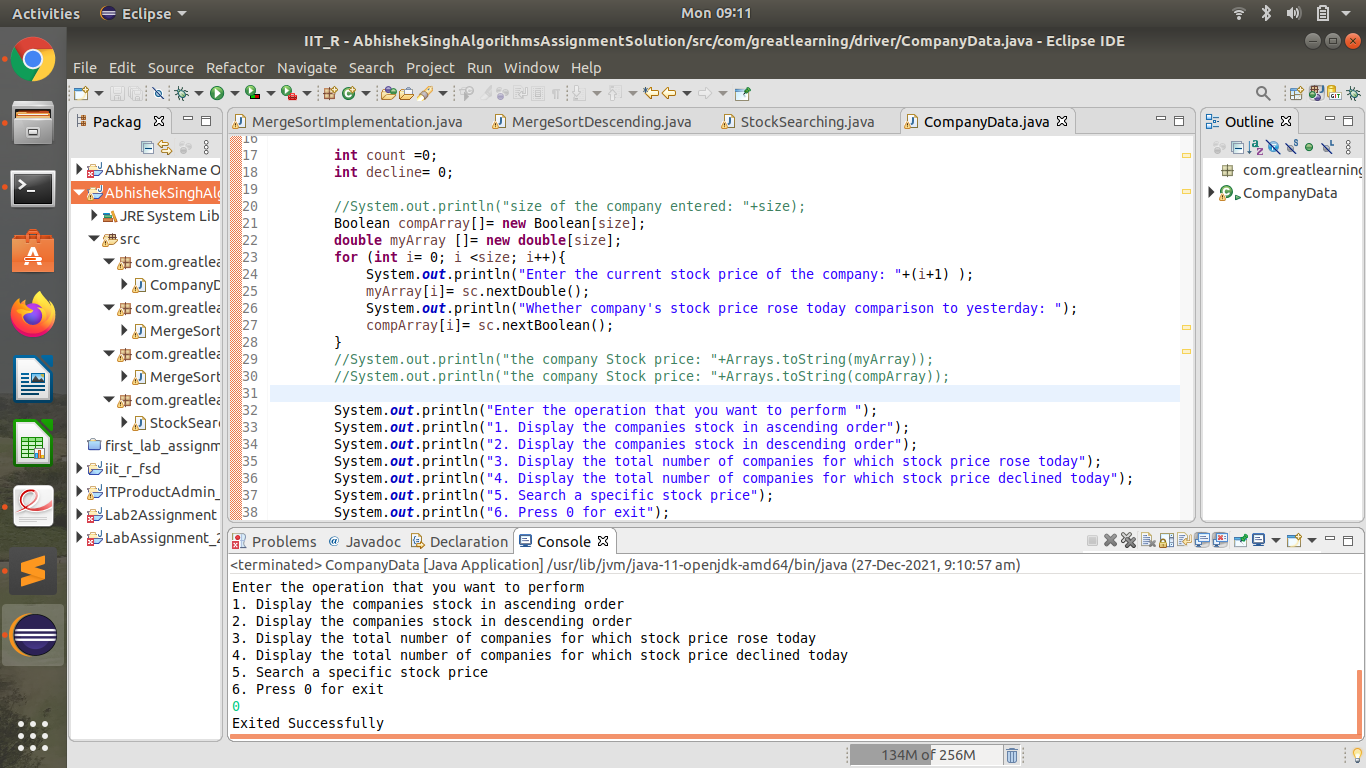 Activities Eclipse Mon 09:11
IIT_R - AbhishekSinghAlgorithmsAssignmentSolution/src/com/greatlearning/driver/CompanyData.java - Eclipse IDE
File Edit Source Refactor Navigate Search Project Run Window Help
Packag
AbhishekName O
AbhishekSinghAlg
JRE System Lib
src
com.greatlea
CompanyD
com.greatlea
MergeSort
com.greatlea
MergeSort
com.greatlea
StockSear
first_lab_assignm
iit_r_fsd
ITProductAdmin_
Lab2Assignment
LabAssignment_2
MergeSortImplementation.java MergeSortDescending.java StockSearching.java CompanyData.java
16
17 int count =0;
18 int decline= 0;
19
20 //System.out.println("size of the company entered: "+size);
21 Boolean compArray[]= new Boolean[size];
22 double myArray []= new double[size];
23 for (int i= 0; i <size; i++){
24 System.out.println("Enter the current stock price of the company: "+(i+1) );
25 myArray[i]= sc.nextDouble();
26 System.out.println("Whether company's stock price rose today comparison to yesterday: ");
27 compArray[i]= sc.nextBoolean();
28 }
29 //System.out.println("the company Stock price: "+Arrays.toString(myArray));
30 //System.out.println("the company Stock price: "+Arrays.toString(compArray));
31
32 System.out.println("Enter the operation that you want to perform ");
33 System.out.println("1. Display the companies stock in ascending order");
34 System.out.println("2. Display the companies stock in descending order");
35 System.out.println("3. Display the total number of companies for which stock price rose today");
36 System.out.println("4. Display the total number of companies for which stock price declined today");
37 System.out.println("5. Search a specific stock price");
38 System.out.println("6. Press 0 for exit");
Outline
com.greatlearning
CompanyData
Problems @ Javadoc Declaration Console
<terminated> CompanyData [Java Application] /usr/lib/jvm/java-11-openjdk-amd64/bin/java (27-Dec-2021, 9:10:57 am)
Enter the operation that you want to perform
1. Display the companies stock in ascending order
2. Display the companies stock in descending order
3. Display the total number of companies for which stock price rose today
4. Display the total number of companies for which stock price declined today
5. Search a specific stock price
6. Press 0 for exit
0
Exited Successfully
134M of 256M